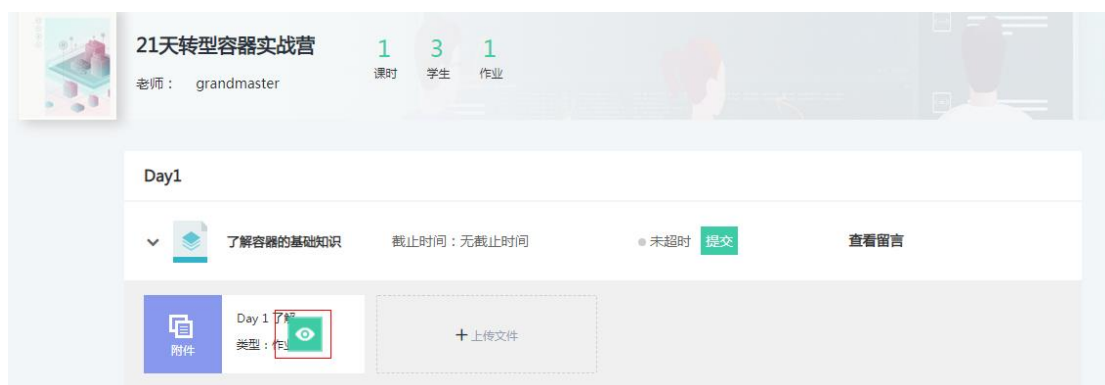 21天转型容器实战营
1 3 1
课时 学生 作业
老师： grandmaster
Day1
了解容器的基础知识 截止时间：无截止时间 未超时 提交 查看留言
附件
Day 1 了解
类型：作业
+ 上传文件